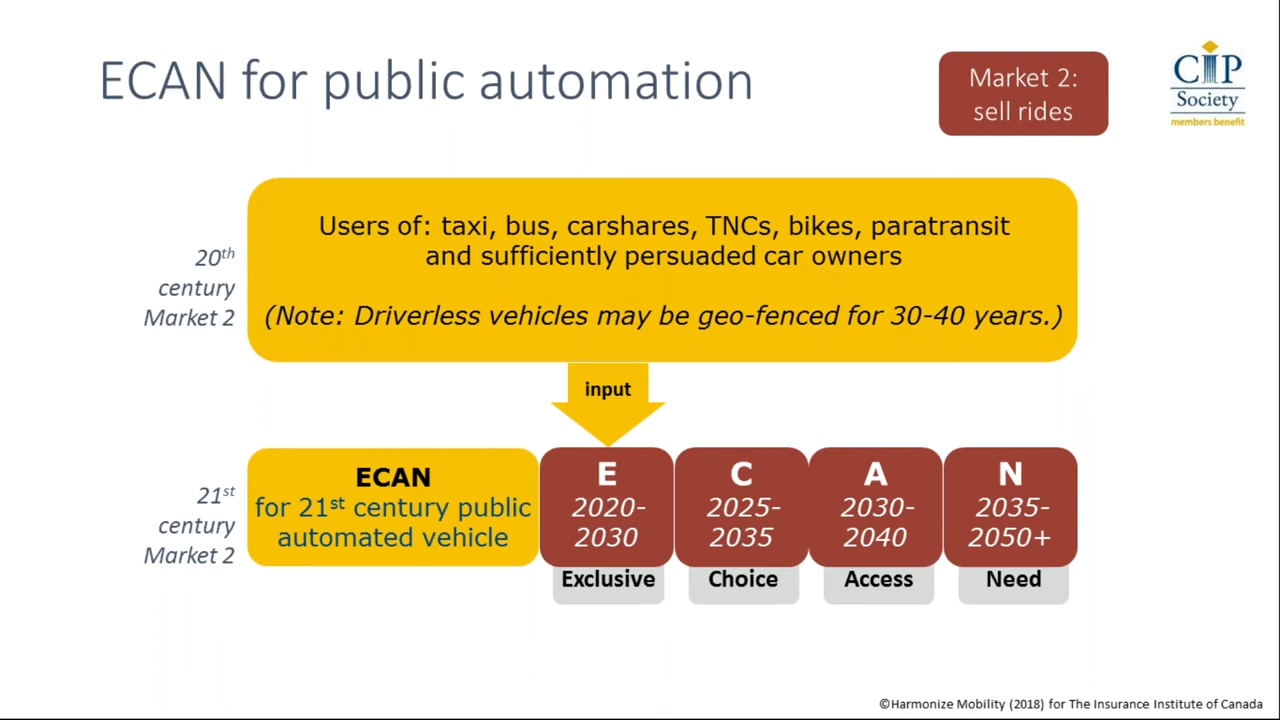 ECAN for public automation
Market 2:
sell rides
CIP
Society
members benefit
20th
century
Market 2
Users of: taxi, bus, carshares, TNCs, bikes, paratransit
and sufficiently persuaded car owners
(Note: Driverless vehicles may be geo-fenced for 30-40 years.)
input
21st
century
Market 2
ECAN
for 21st century public
automated vehicle
E
2020-
2030
Exclusive
C
2025-
2035
Choice
A
2030-
2040
Access
N
2035-
2050+
Need
©Harmonize Mobility (2018) for The Insurance Institute of Canada